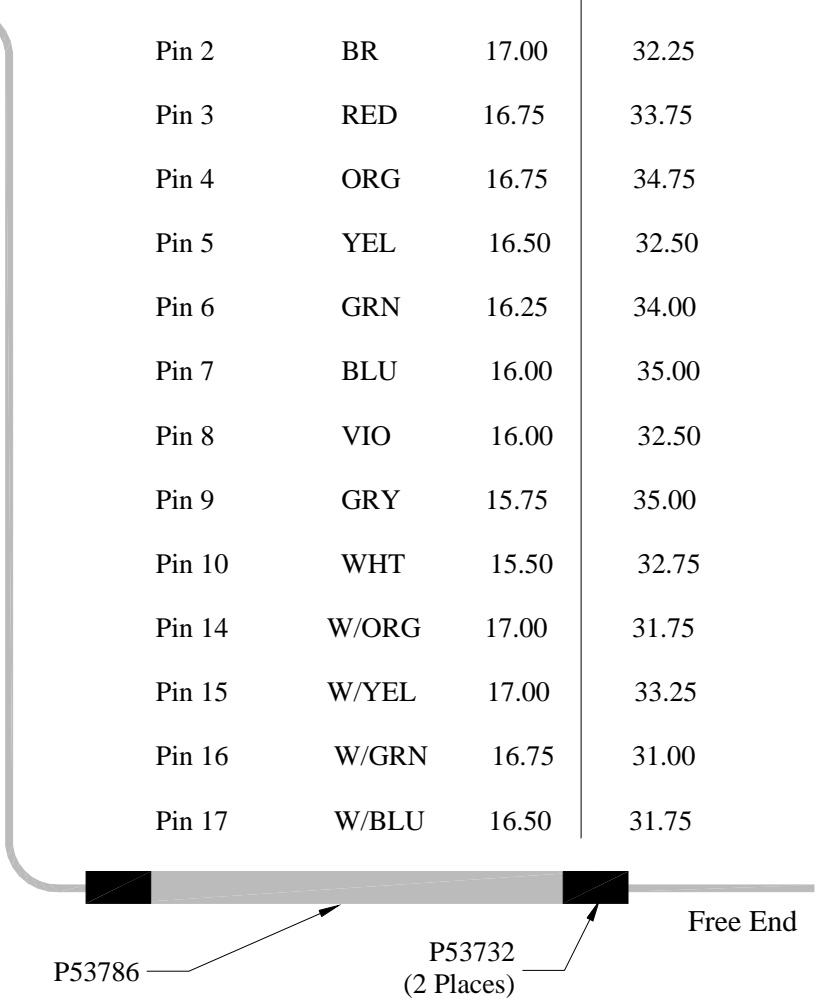 Pin 2 BR 17.00 32.25
Pin 3 RED 16.75 33.75
Pin 4 ORG 16.75 34.75
Pin 5 YEL 16.50 32.50
Pin 6 GRN 16.25 34.00
Pin 7 BLU 16.00 35.00
Pin 8 VIO 16.00 32.50
Pin 9 GRY 15.75 35.00
Pin 10 WHT 15.50 32.75
Pin 14 W/ORG 17.00 31.75
Pin 15 W/YEL 17.00 33.25
Pin 16 W/GRN 16.75 31.00
Pin 17 W/BLU 16.50 31.75
Free End
P53732
(2 Places)
P53786